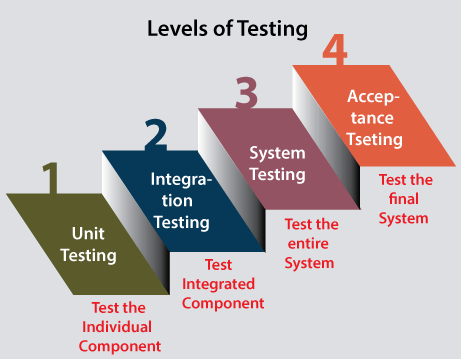 Levels of Testing
1
Unit
Testing
Test the
Individual
Component
2
Integra-
tion
Testing
Test
Integrated
Component
3
System
Testing
Test the
entire
System
4
Accep-
tance
Tseting
Test the
final
System